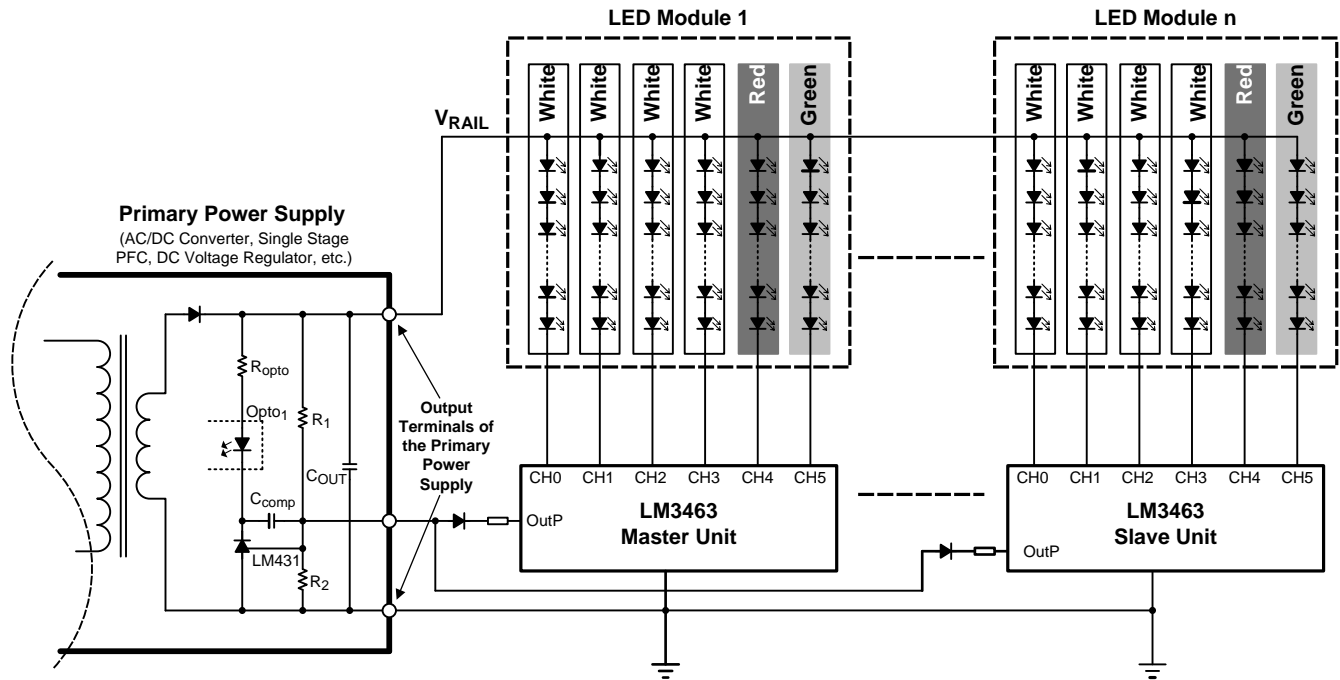 LED Module 1
LED Module n
White
White
White
White
Red
Green
White
White
White
White
Red
Green
VRAIL
Primary Power Supply
(AC/DC Converter, Single Stage
PFC, DC Voltage Regulator, etc.)
Ropto
Opto1
R1
Ccomp
COUT
LM431
R2
Output
Terminals of
the Primary
Power
Supply
CH0 CH1 CH2 CH3 CH4 CH5
LM3463
Master Unit
OutP
CH0 CH1 CH2 CH3 CH4 CH5
LM3463
Slave Unit
OutP